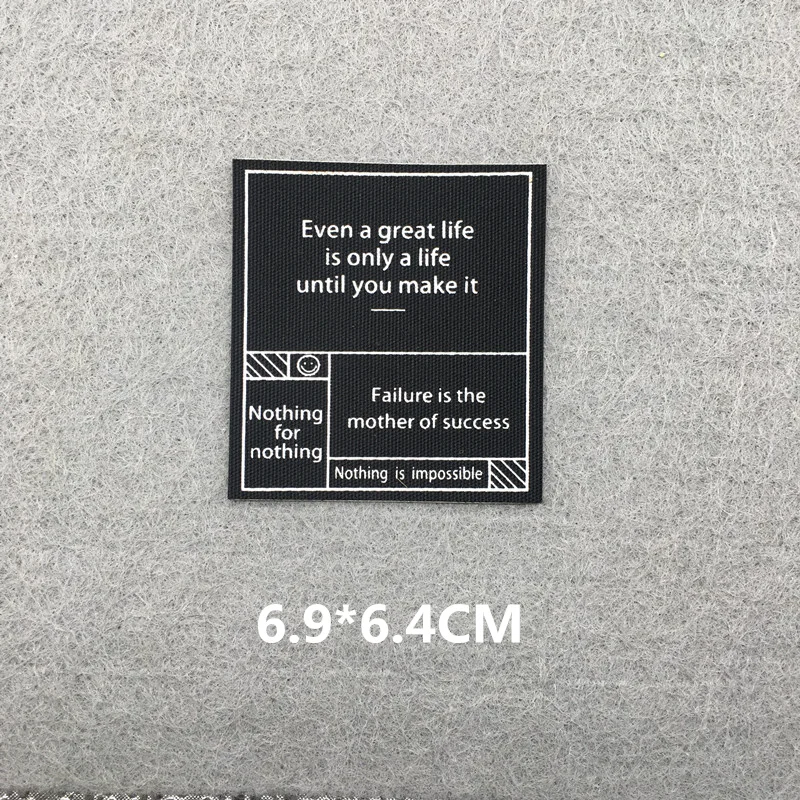 Even a great life
is only a life
until you make it
Failure is the
mother of success
Nothing
for
nothing
Nothing is impossible
6.9*6.4CM